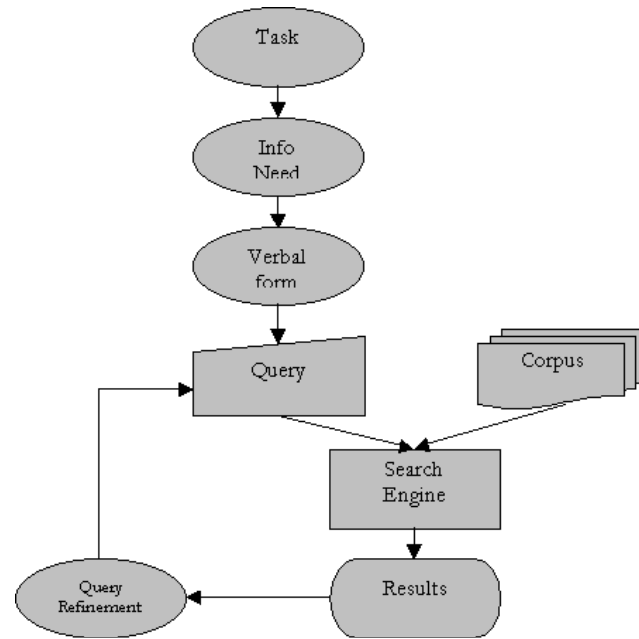 Task
Info
Need
Verbal
form
Query
Corpus
Search
Engine
Results
Query
Refinement